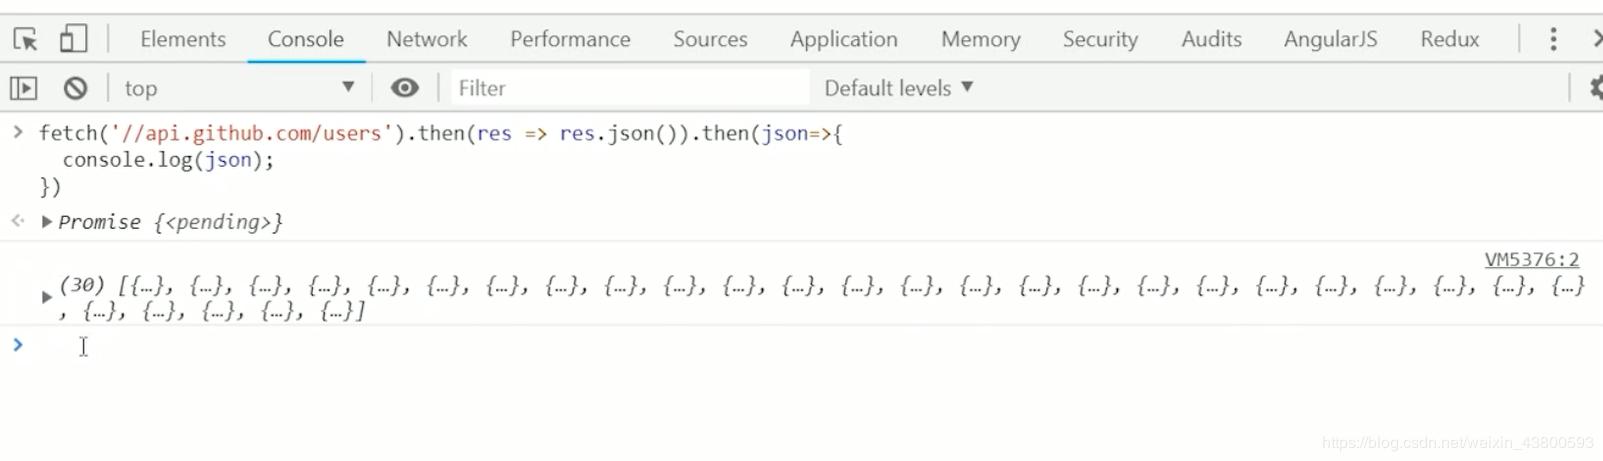 Elements Console Network Performance Sources Application Memory Security Audits AngularJS Redux
top Filter Default levels
fetch('//api.github.com/users').then(res => res.json()).then(json=>{
console.log(json);
})
Promise {<pending>}
VM5376:2
(30) [{…}, {…}, {…}, {…}, {…}, {…}, {…}, {…}, {…}, {…}, {…}, {…}, {…}, {…}, {…}, {…}, {…}, {…}, {…}, {…}, {…}, {…}, {…}, {…}, {…}
, {…}, {…}, {…}, {…}, {…}]
https://blog.csdn.net/weixin_43800593